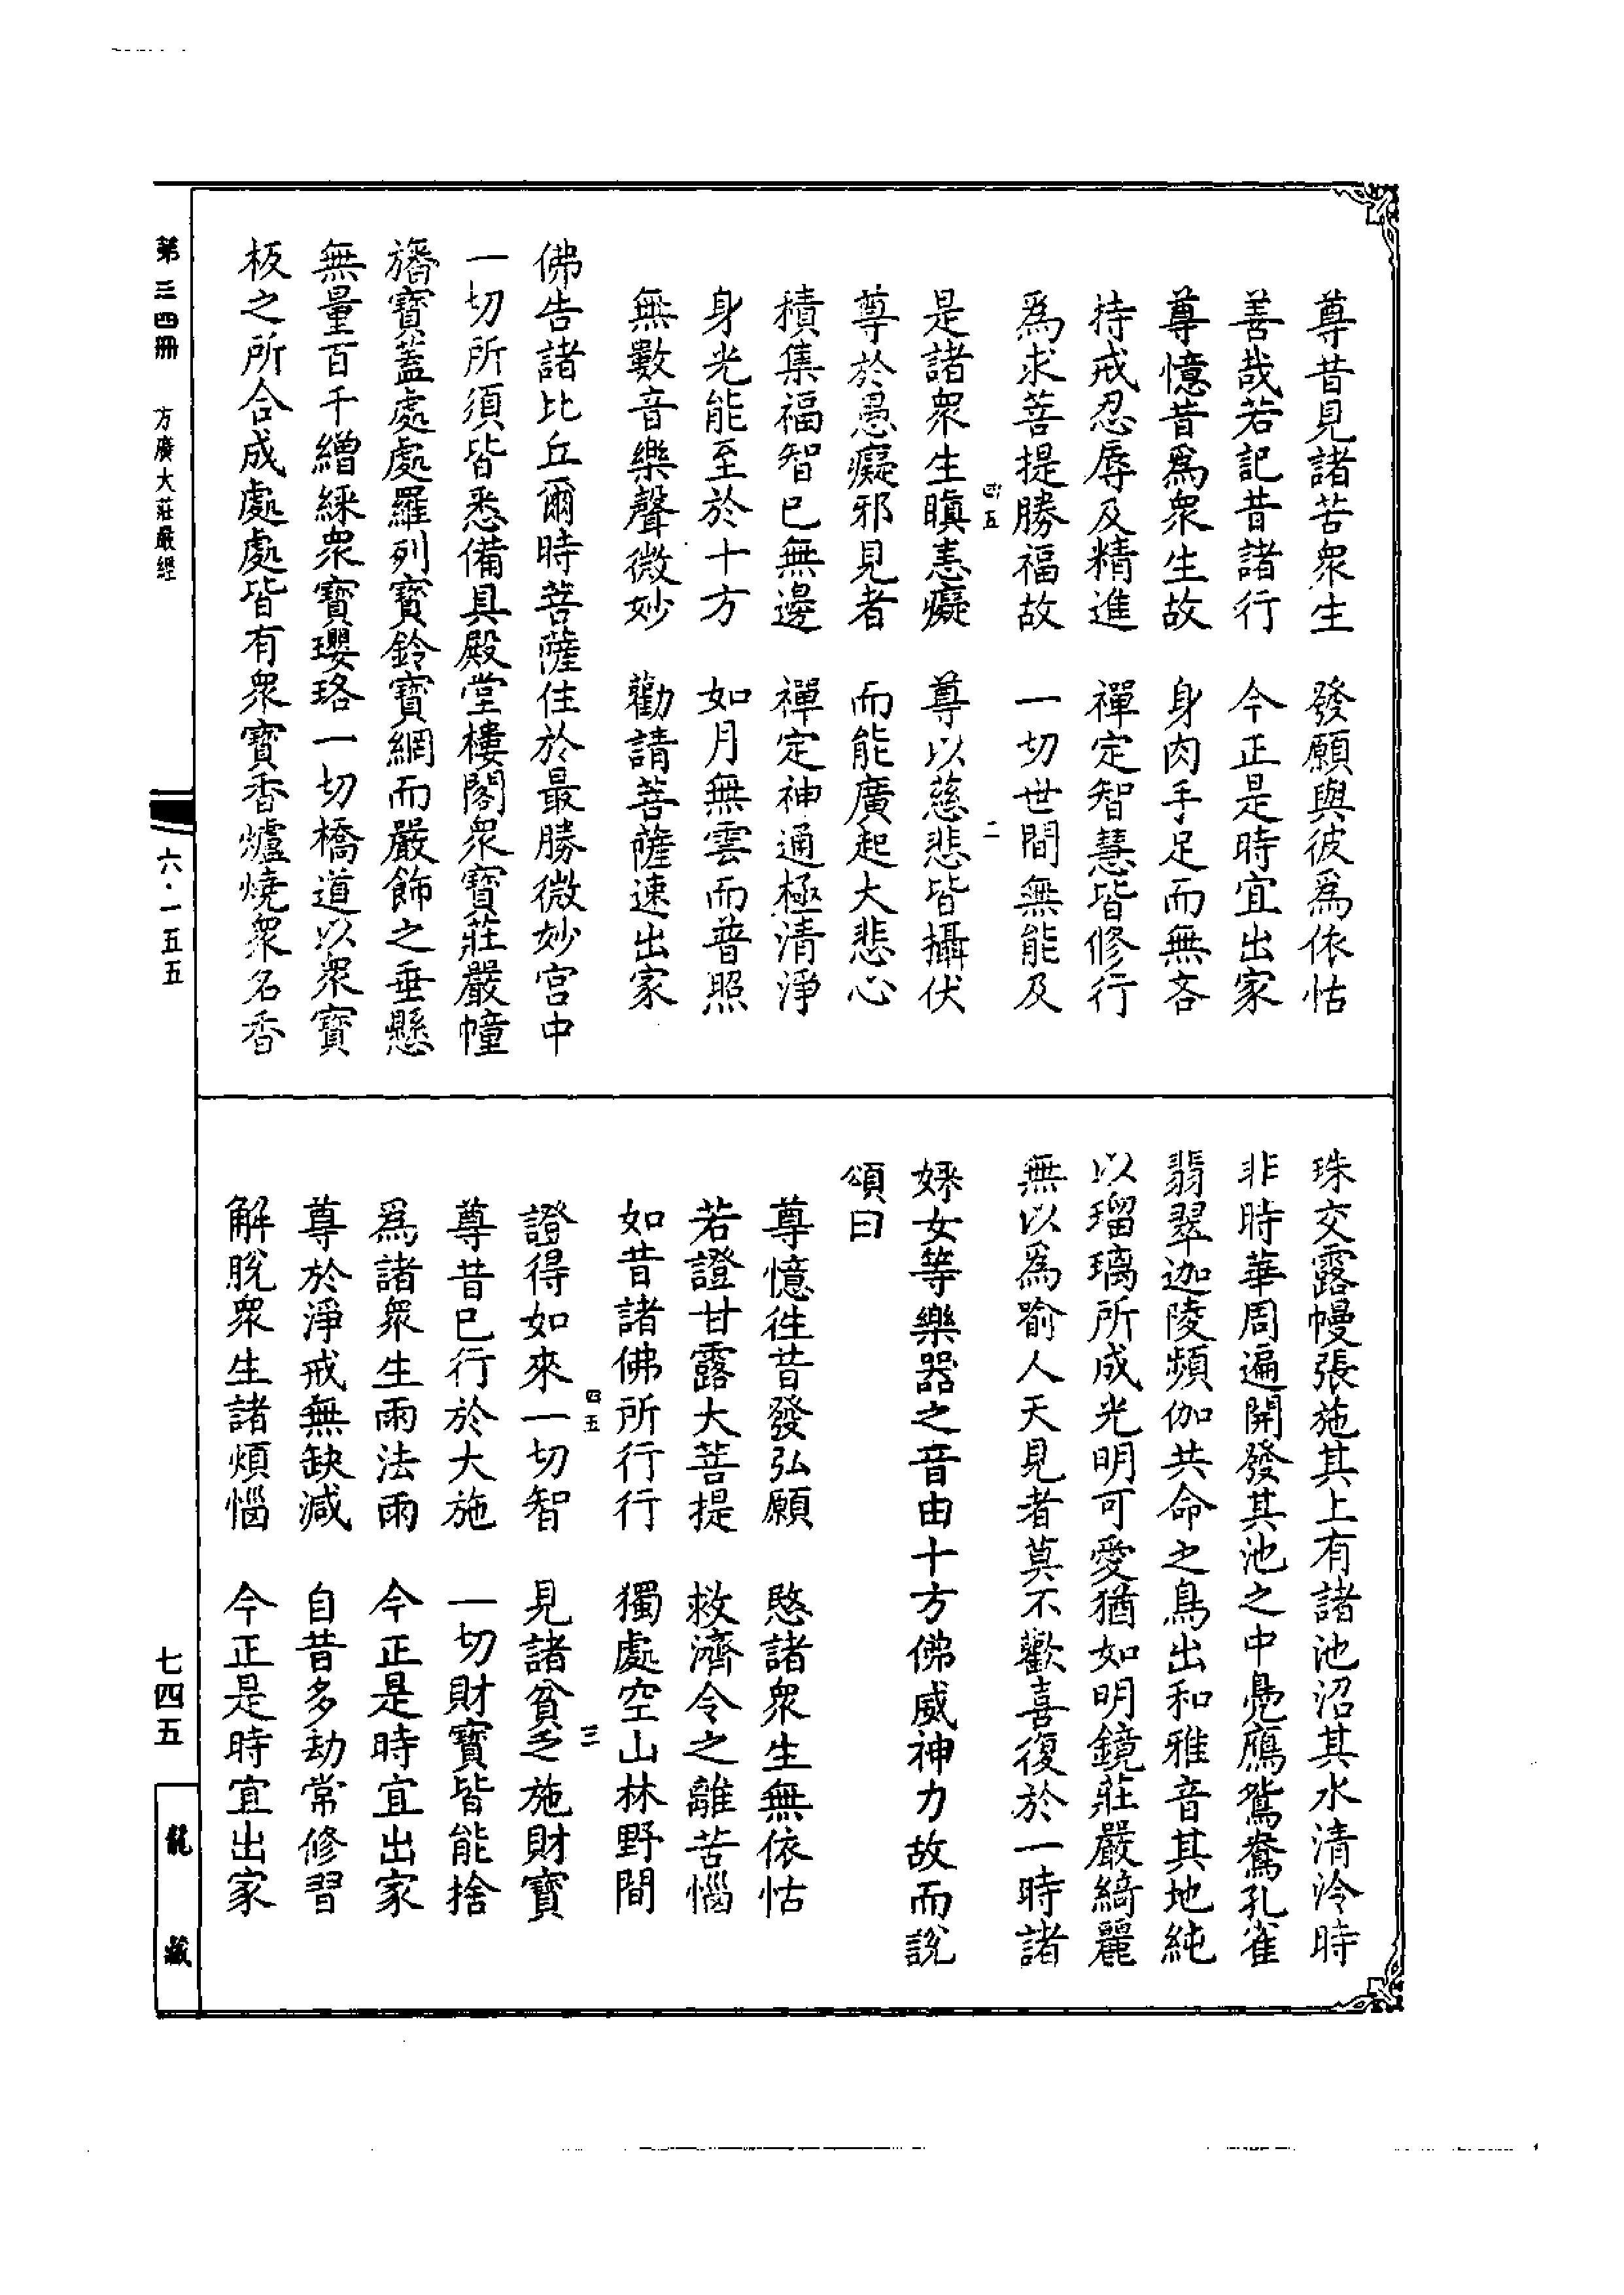 尊昔見諸苦衆生　發願與彼爲依怙
善哉若記昔諸行　今正是時宜出家
尊憶昔爲衆生故　身肉手足而無吝
持戒忍辱及精進　禪定智慧皆修行
爲求菩提勝福故　一切世間無能及
四五　二
是諸衆生瞋恚癡　尊以慈悲皆攝伏
尊於愚癡邪見者　而能廣起大悲心
積集福智已無邊　禪定神通極清淨
身光能至於十方　如月無雲而普照
無數音樂聲微妙　勸請菩薩速出家
佛告諸比丘爾時菩薩住於最勝微妙宮中
一切所須皆悉備具殿堂樓閣衆寶莊嚴幢
旛寶蓋處處羅列寶鈴寶網而嚴飾之垂懸
無量百千繒綵衆寶瓔珞一切橋道以衆寶
板之所合成處處皆有衆寶香爐燒衆名香
珠交露幔張施其上有諸池沼其水清冷時
非時華周遍開發其池之中鳧鴈鴛鴦孔雀
翡翠迦陵頻伽共命之鳥出和雅音其地純
以瑠璃所成光明可愛猶如明鏡莊嚴綺麗
無以爲喻人天見者莫不歡喜復於一時諸
婇女等樂器之音由十方佛威神力故而說
頌曰
尊憶往昔發弘願　愍諸衆生無依怙
若證甘露大菩提　救濟令之離苦惱
如昔諸佛所行行　獨處空山林野間
四五　三
證得如來一切智　見諸貧乏施財寶
尊昔已行於大施　一切財寶皆能捨
爲諸衆生雨法雨　今正是時宜出家
尊於淨戒無缺減　自昔多劫常修習
解脫衆生諸煩惱　今正是時宜出家
第三四冊　方廣大莊嚴經
六·一五五
七四五
龍藏